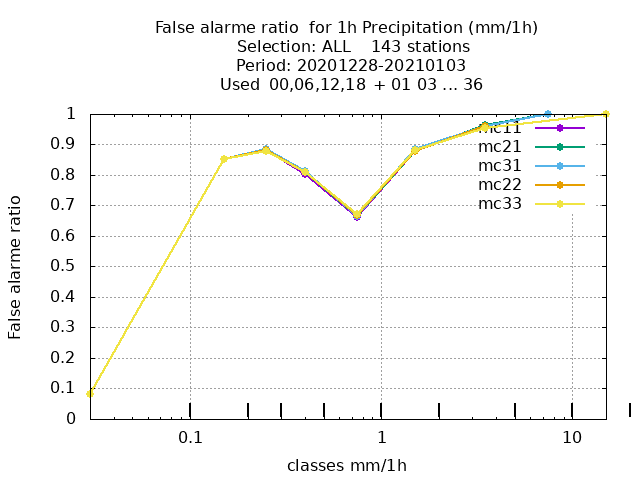 False alarme ratio  for 1h Precipitation (mm/1h)
Selection: ALL    143 stations
Period: 20201228-20210103
Used  00,06,12,18  + 01 03 ... 36
False alarme ratio
1
0.9
0.8
0.7
0.6
0.5
0.4
0.3
0.2
0.1
0
mc11
mc21
mc31
mc22
mc33
0.1 1 10
classes mm/1h